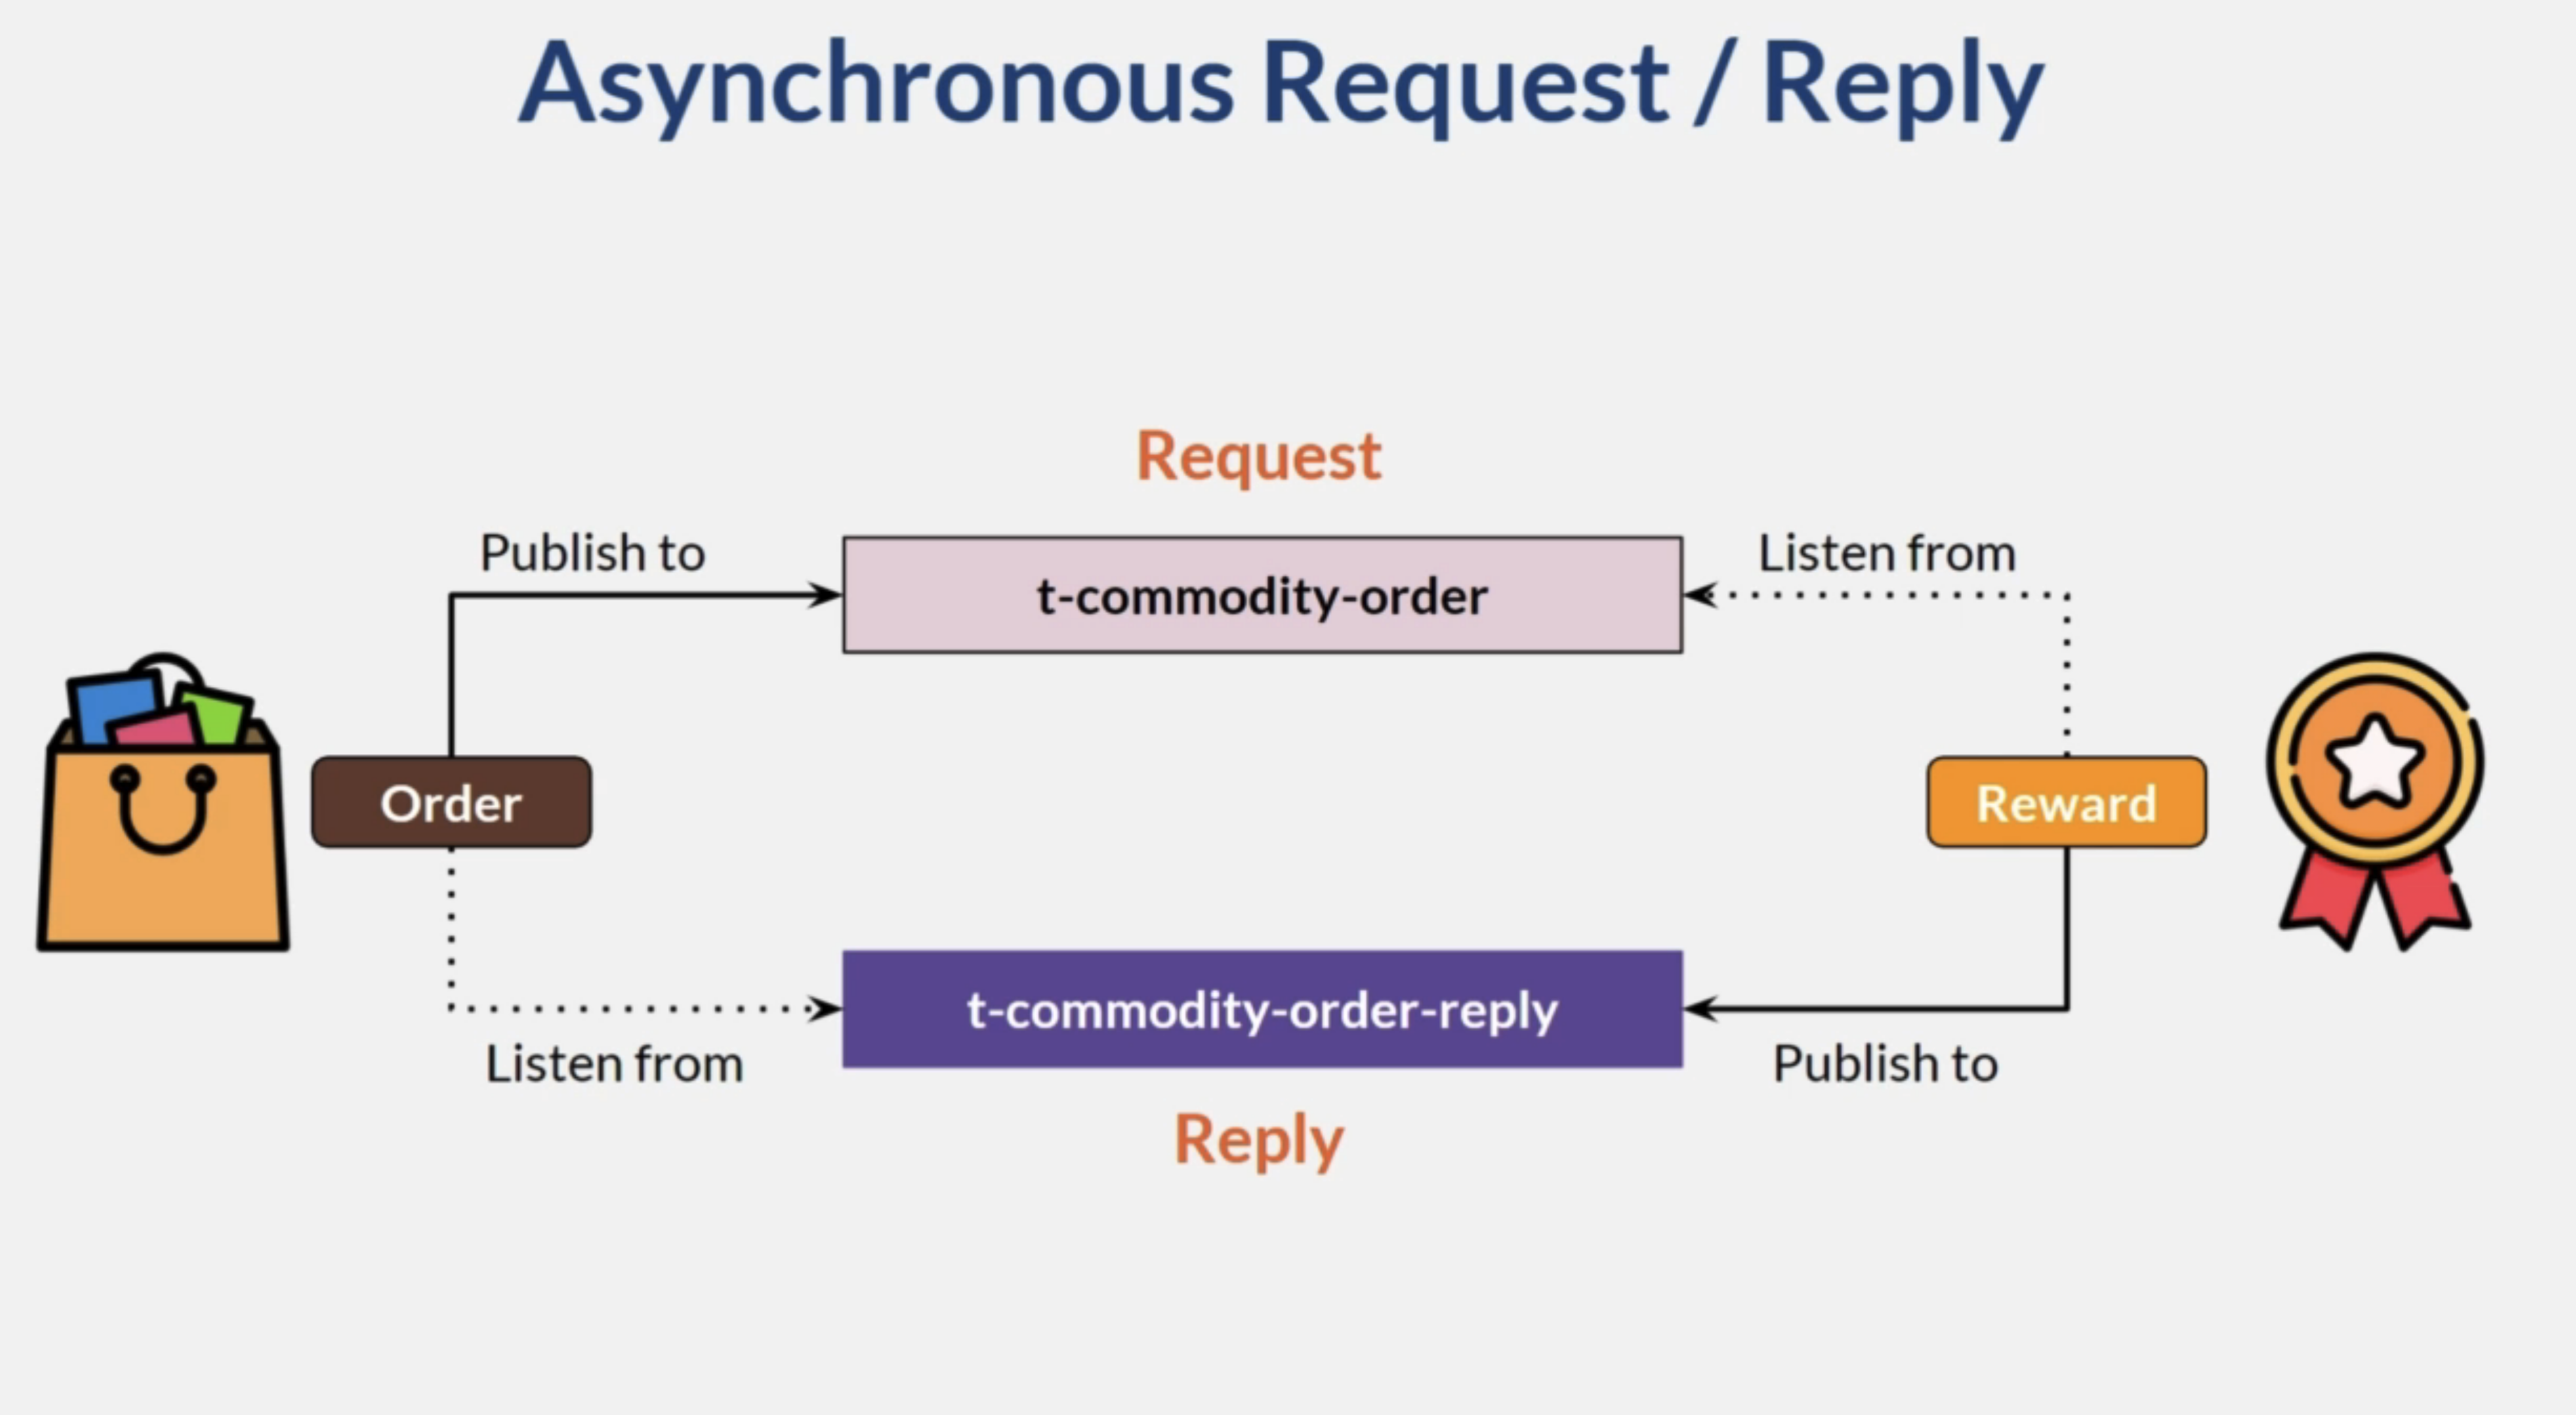 Asynchronous Request / Reply
Request
Publish to
t-commodity-order
Listen from
Order
Reward
t-commodity-order-reply
Listen from
Publish to
Reply